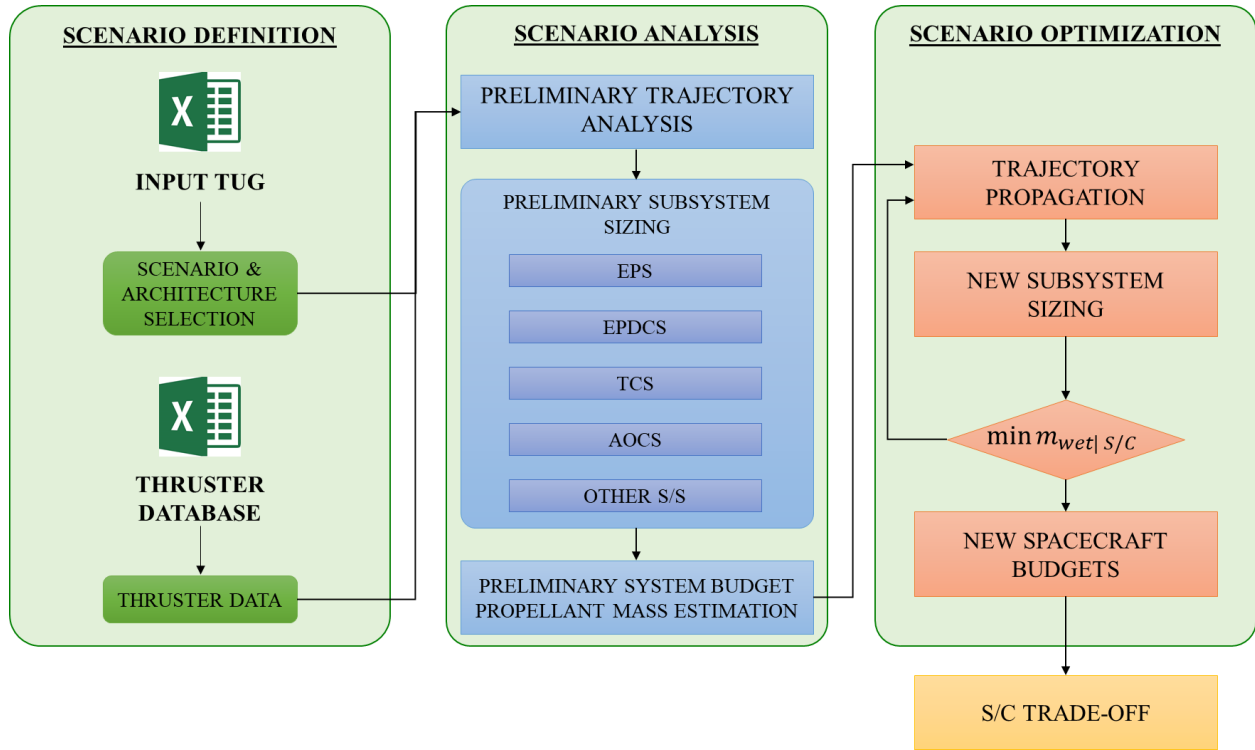 SCENARIO DEFINITION
X
INPUT TUG
SCENARIO &
ARCHITECTURE
SELECTION
X
THRUSTER
DATABASE
THRUSTER DATA
SCENARIO ANALYSIS
PRELIMINARY TRAJECTORY
ANALYSIS
PRELIMINARY SUBSYSTEM
SIZING
EPS
EPDCS
TCS
AOCS
OTHER S/S
PRELIMINARY SYSTEM BUDGET
PROPELLANT MASS ESTIMATION
SCENARIO OPTIMIZATION
TRAJECTORY
PROPAGATION
NEW SUBSYSTEM
SIZING
min m_{wet| S/C}
NEW SPACECRAFT
BUDGETS
S/C TRADE-OFF